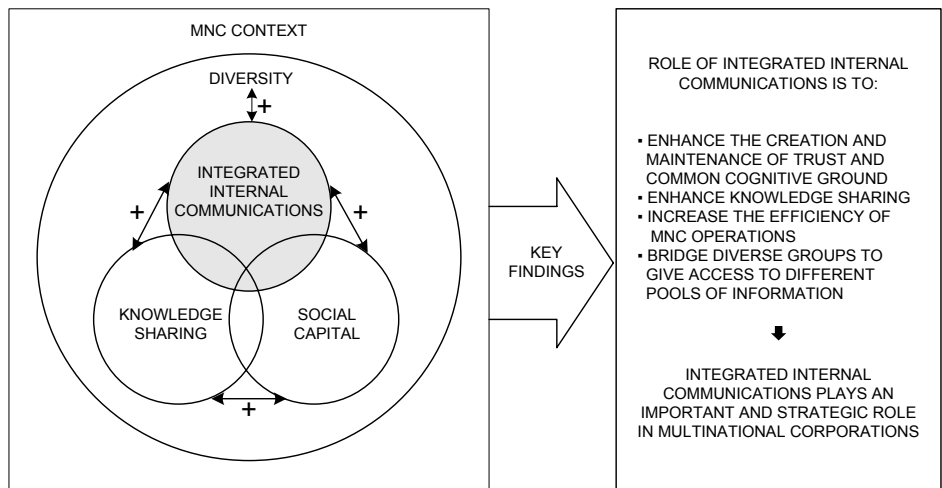 MNC CONTEXT
DIVERSITY
+
INTEGRATED
INTERNAL
COMMUNICATIONS
+
+
KNOWLEDGE
SHARING
SOCIAL
CAPITAL
+
KEY
FINDINGS
ROLE OF INTEGRATED INTERNAL
COMMUNICATIONS IS TO:
▪ ENHANCE THE CREATION AND
MAINTENANCE OF TRUST AND
COMMON COGNITIVE GROUND
▪ ENHANCE KNOWLEDGE SHARING
▪ INCREASE THE EFFICIENCY OF
MNC OPERATIONS
▪ BRIDGE DIVERSE GROUPS TO
GIVE ACCESS TO DIFFERENT
POOLS OF INFORMATION
INTEGRATED INTERNAL
COMMUNICATIONS PLAYS AN
IMPORTANT AND STRATEGIC ROLE
IN MULTINATIONAL CORPORATIONS